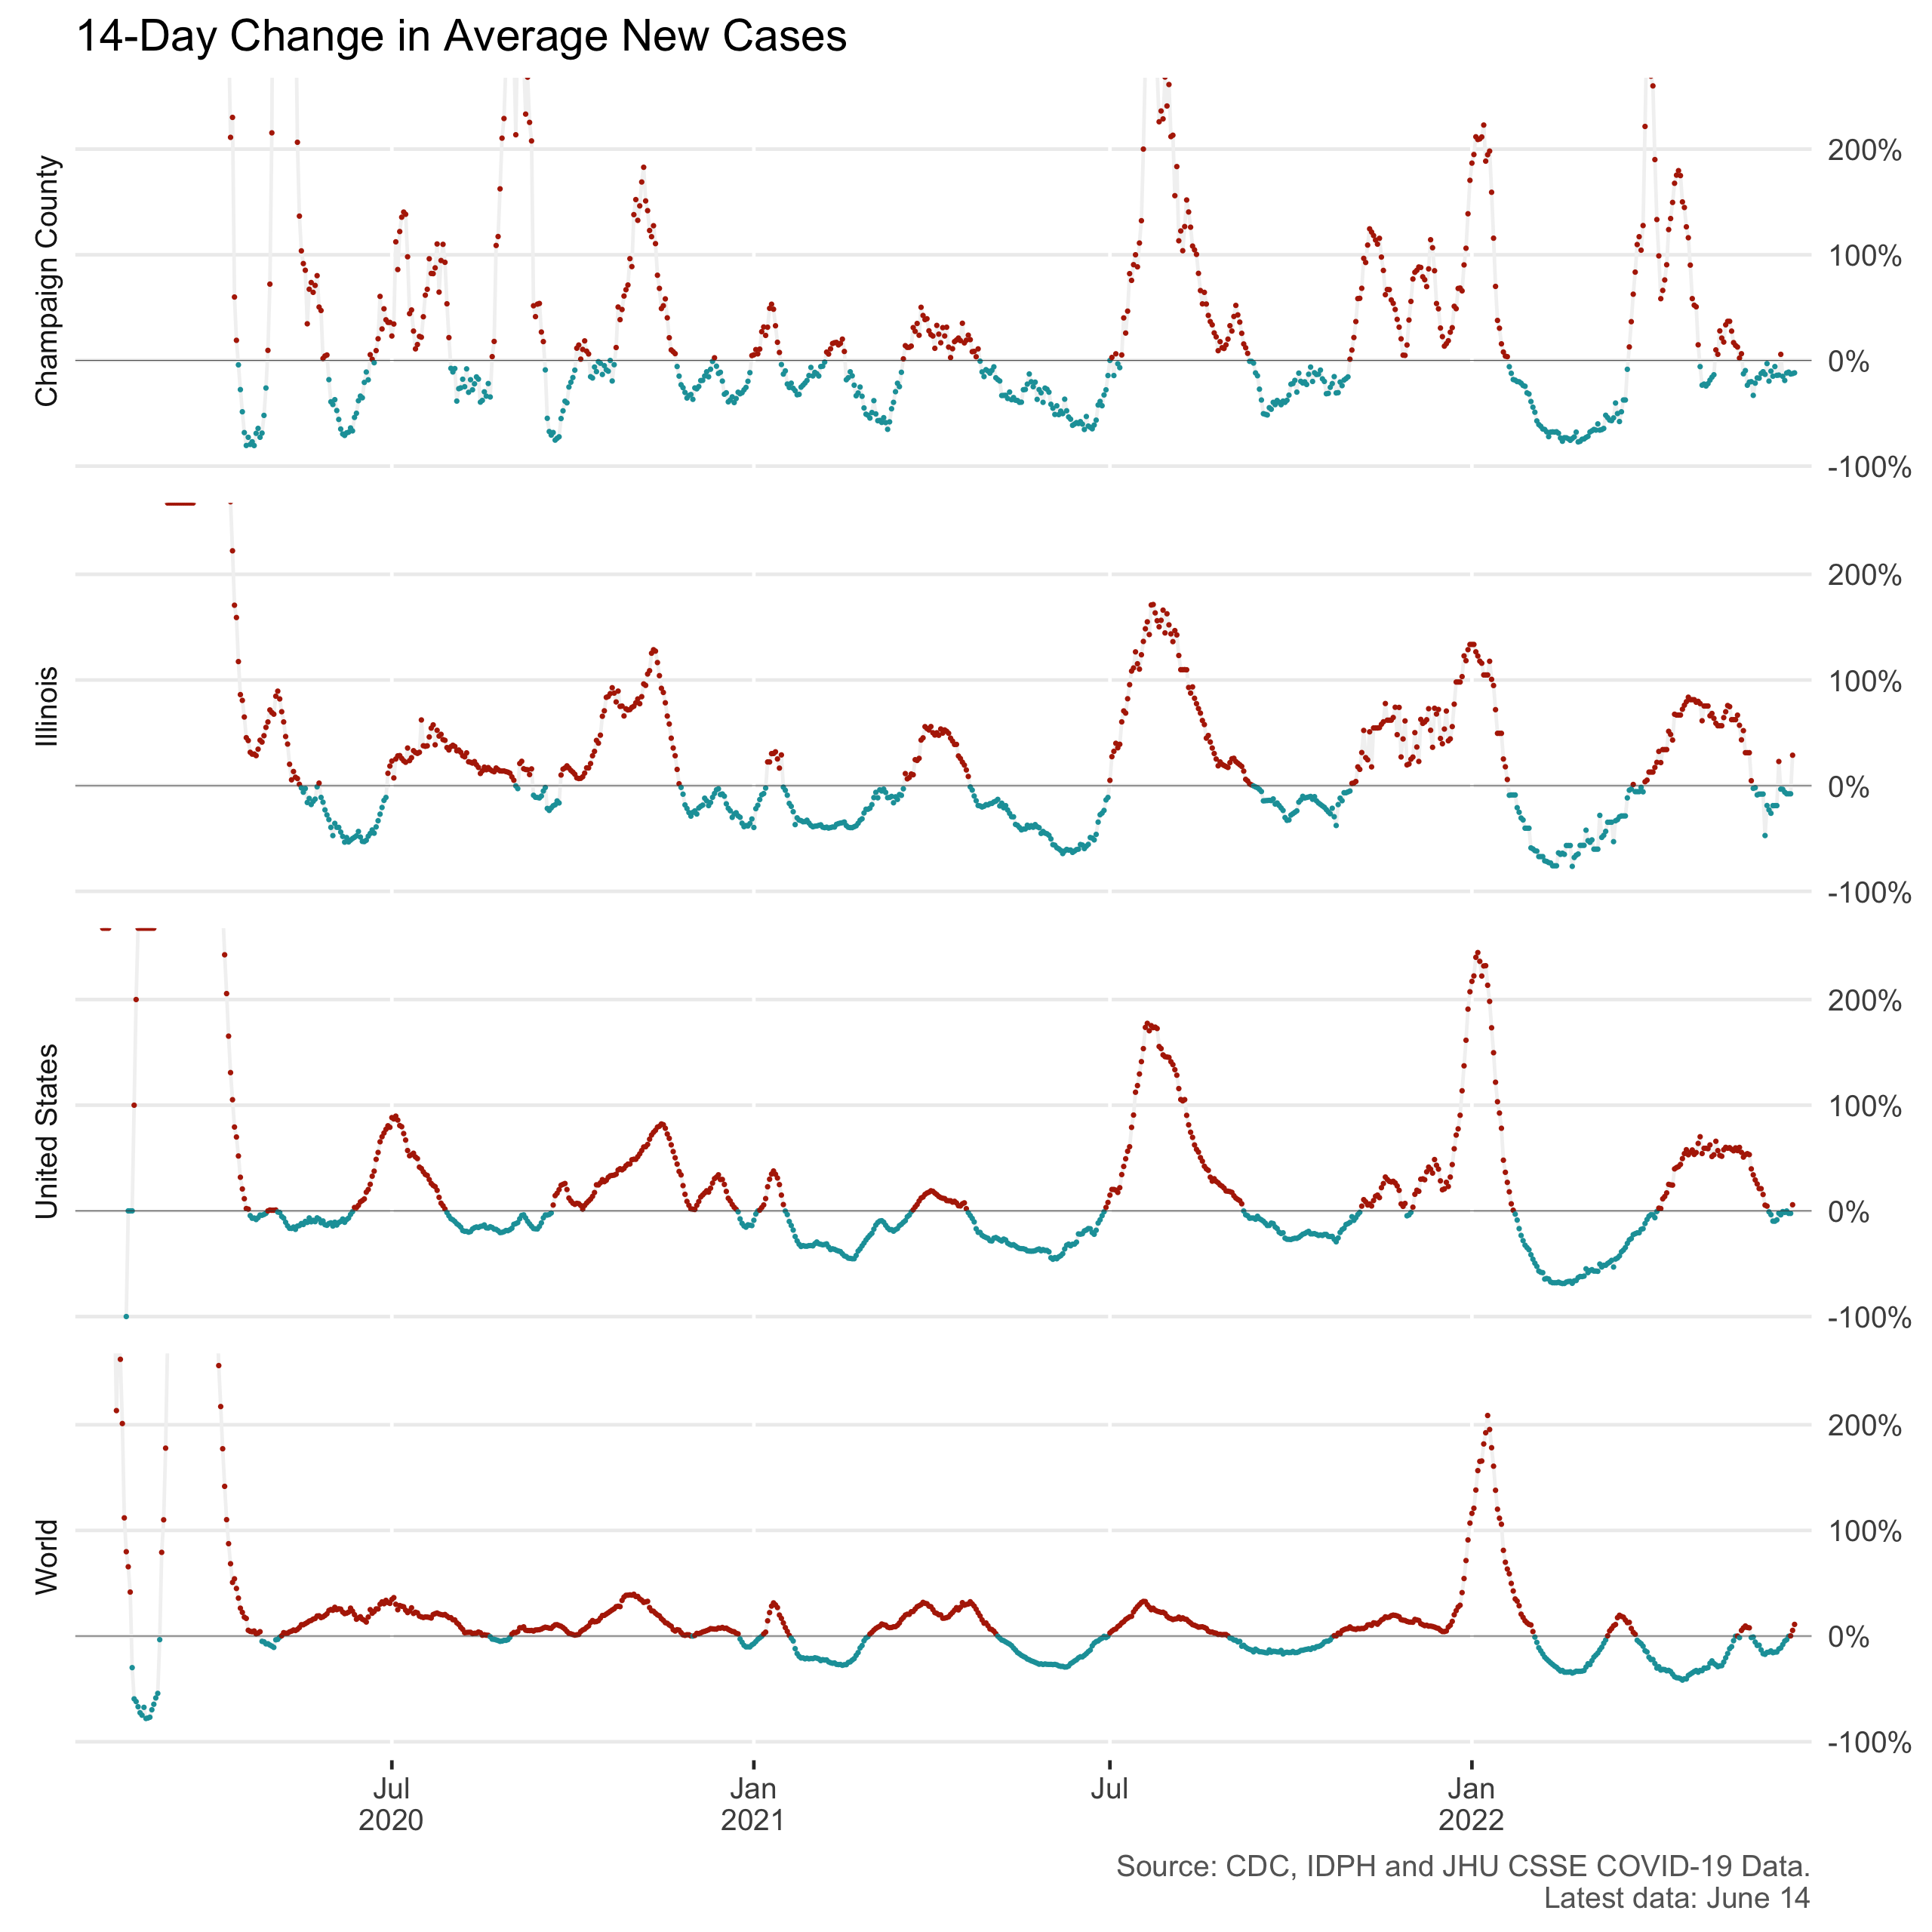 14-Day Change in Average New Cases
Champaign County
200%
100%
0%
-100%
Illinois
200%
100%
0%
-100%
United States
200%
100%
0%
-100%
World
200%
100%
0%
-100%
Jul
2020
Jan
2021
Jul
Jan
2022
Source: CDC, IDPH and JHU CSSE COVID-19 Data.
Latest data: June 14